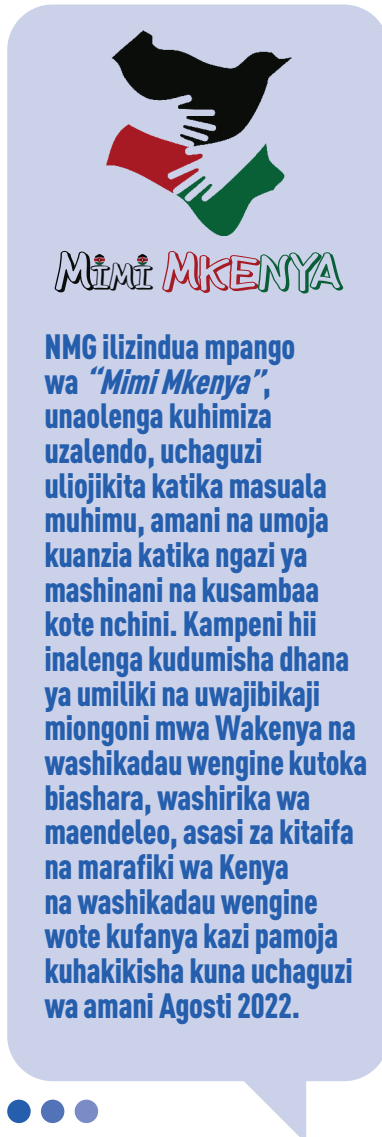 MiMi MKENYA
NMG ilizindua mpango
wa “Mimi Mkenya”,
unaolenga kuhimiza
uzalendo, uchaguzi
uliojikita katika masuala
muhimu, amani na umoja
kuanzia katika ngazi ya
mashinani na kusambaa
kote nchini. Kampeni hii
inalenga kudumisha dhana
ya umiliki na uwajibikaji
miongoni mwa Wakenya na
washikadau wengine kutoka
biashara, washirika wa
maendeleo, asasi za kitaifa
na marafiki wa Kenya
na washikadau wengine
wote kufanya kazi pamoja
kuhakikisha kuna uchaguzi
wa amani Agosti 2022.